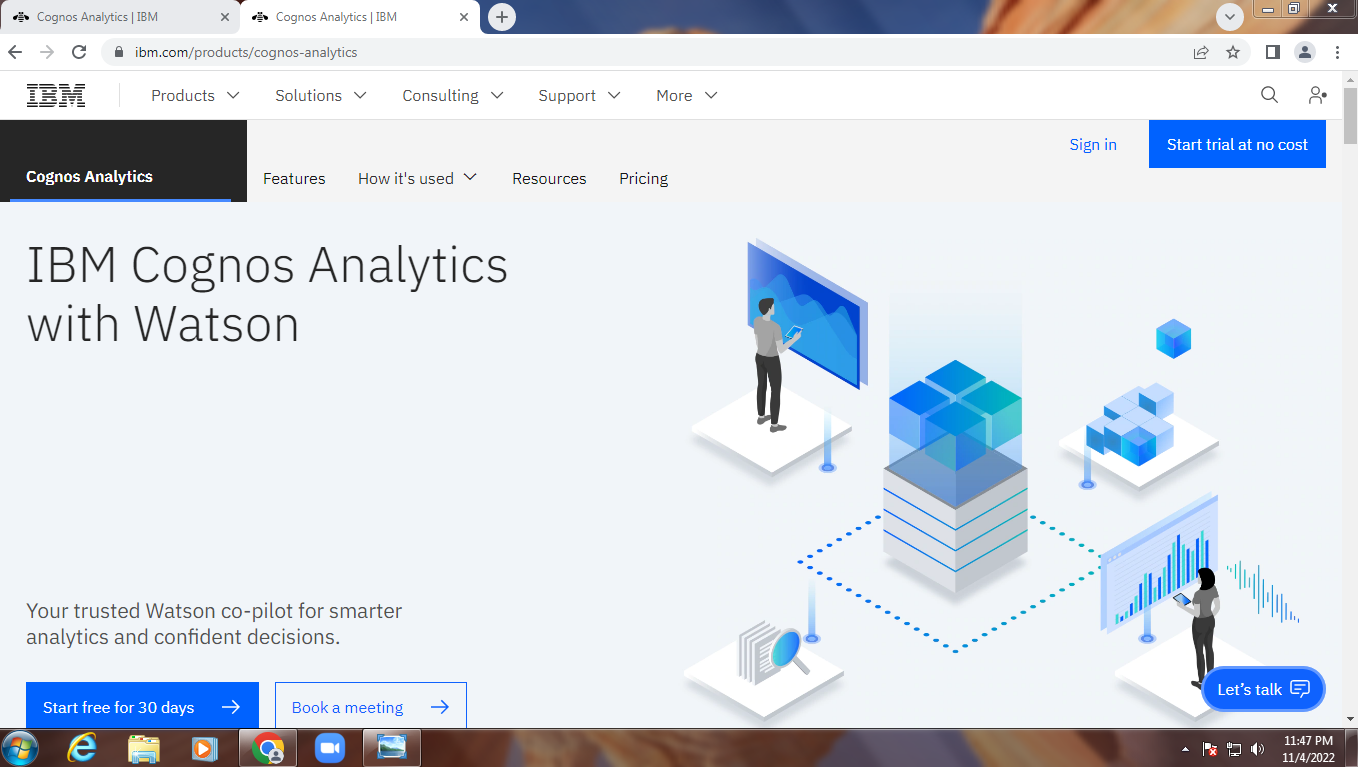 Cognos Analytics | IBM
Cognos Analytics | IBM
ibm.com/products/cognos-analytics
IBM
Products
Solutions
Consulting
Support
More
Cognos Analytics
Features
How it's used
Resources
Pricing
Sign in
Start trial at no cost
IBM Cognos Analytics
with Watson
Your trusted Watson co-pilot for smarter
analytics and confident decisions.
Start free for 30 days
Book a meeting
Let's talk
11:47 PM
11/4/2022